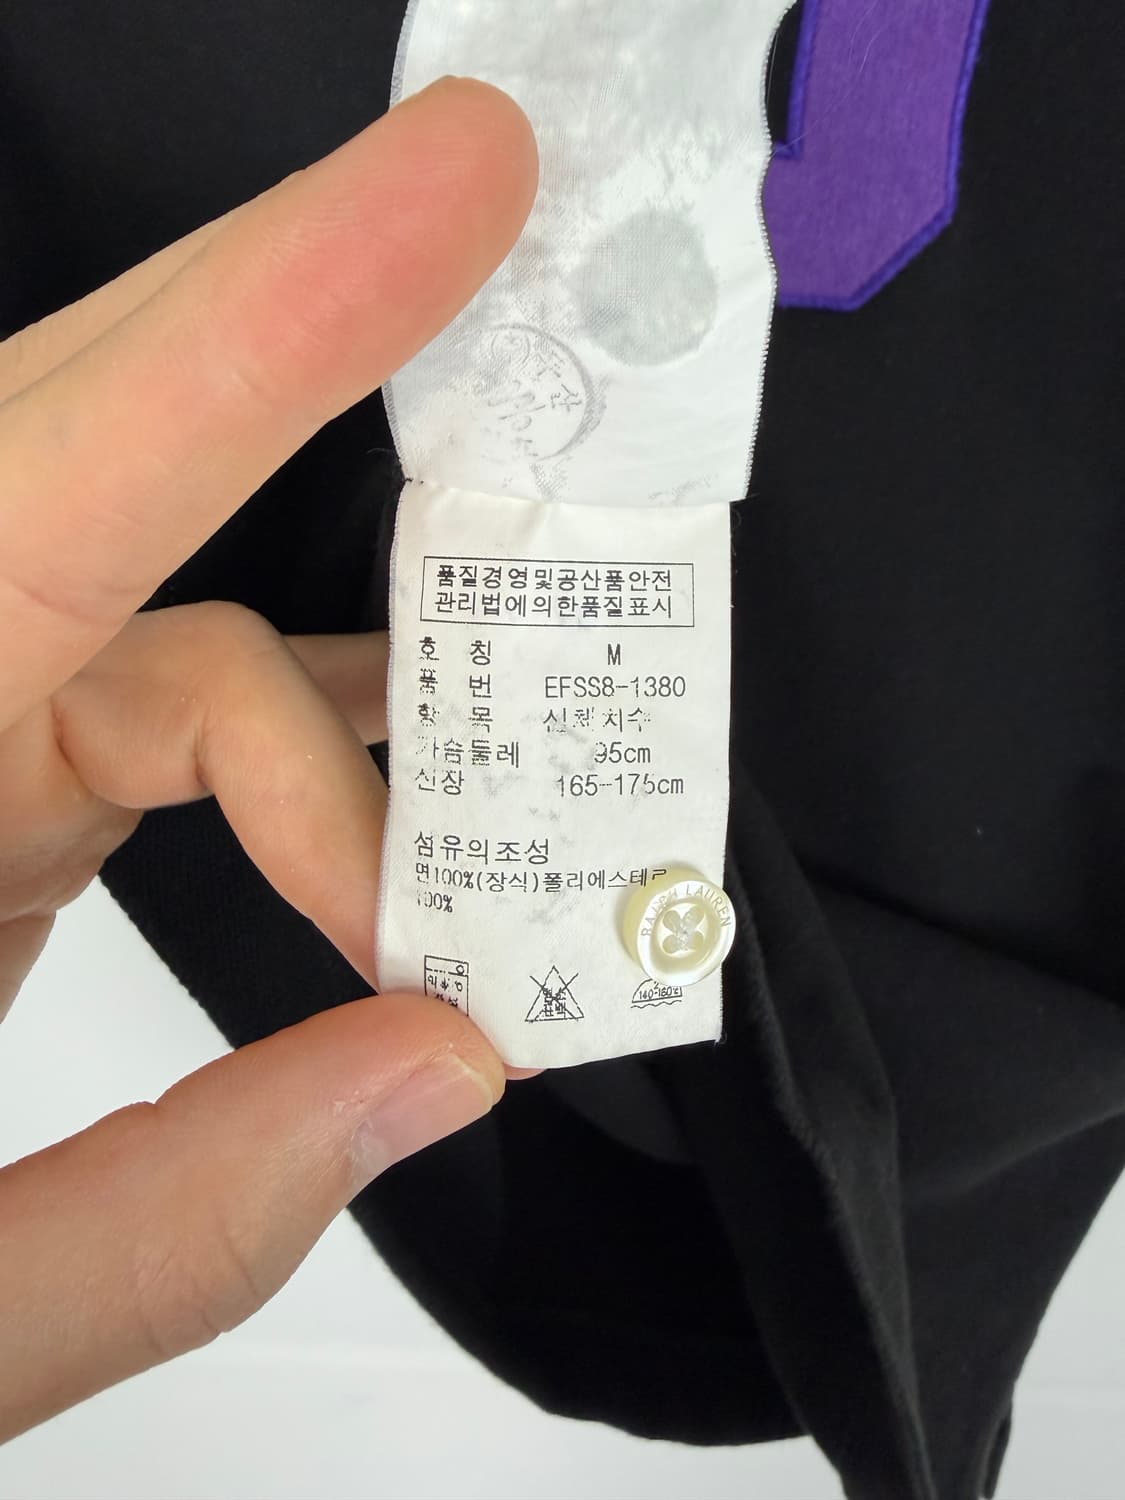 품질경영및공산품안전
관리법에의한품질표시
호 칭 M
품 번 EFSS8-1380
항 목 신체치수
가슴둘레 95cm
신장 165-175cm
섬유의조성
면100%(장식)폴리에스테르
100%
RALPH LAUREN
140-160℃